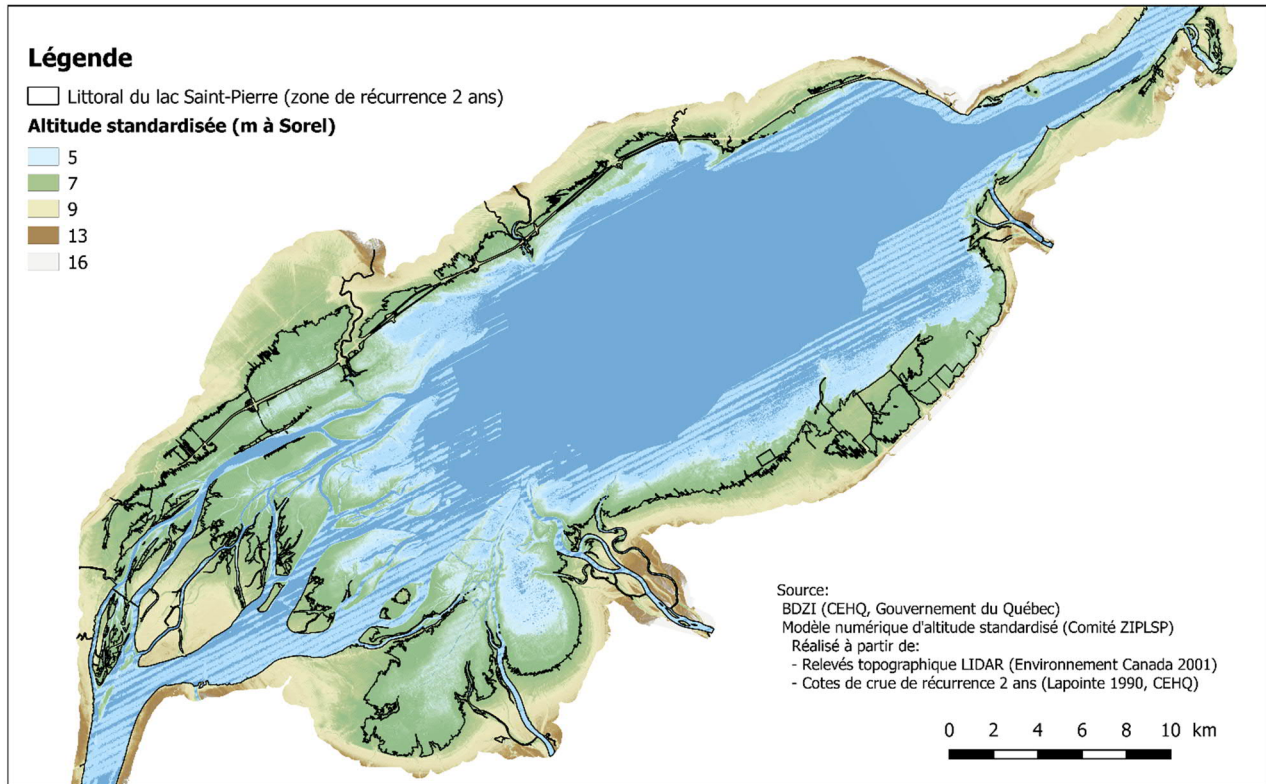 Légende
Littoral du lac Saint-Pierre (zone de récurrence 2 ans)
Altitude standardisée (m à Sorel)
5
7
9
13
16
Source:
BDZI (CEHQ, Gouvernement du Québec)
Modèle numérique d'altitude standardisé (Comité ZIPLSP)
Réalisé à partir de:
- Relevés topographique LIDAR (Environnement Canada 2001)
- Cotes de crue de récurrence 2 ans (Lapointe 1990, CEHQ)
0 2 4 6 8 10 km